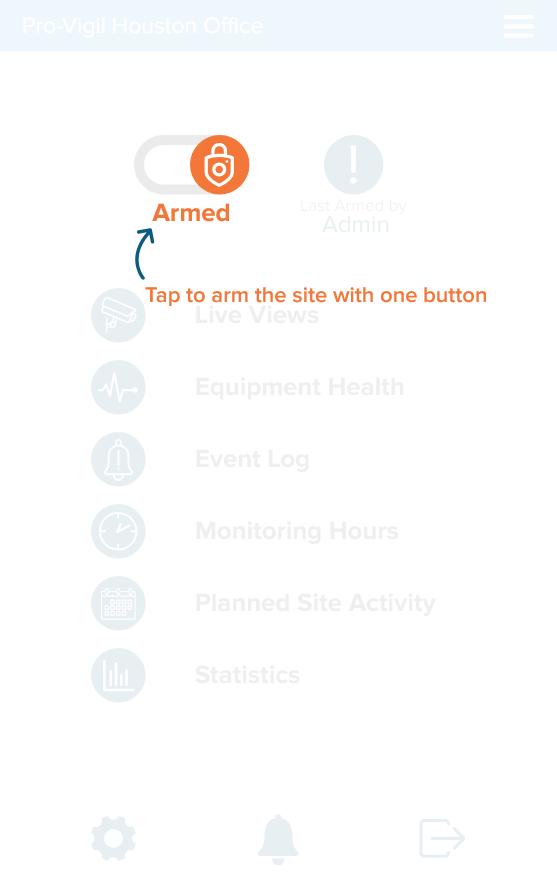 Pro-Vigil Houston Office
Armed
Last Armed by
Admin
Tap to arm the site with one button
Live Views
Equipment Health
Event Log
Monitoring Hours
Planned Site Activity
Statistics